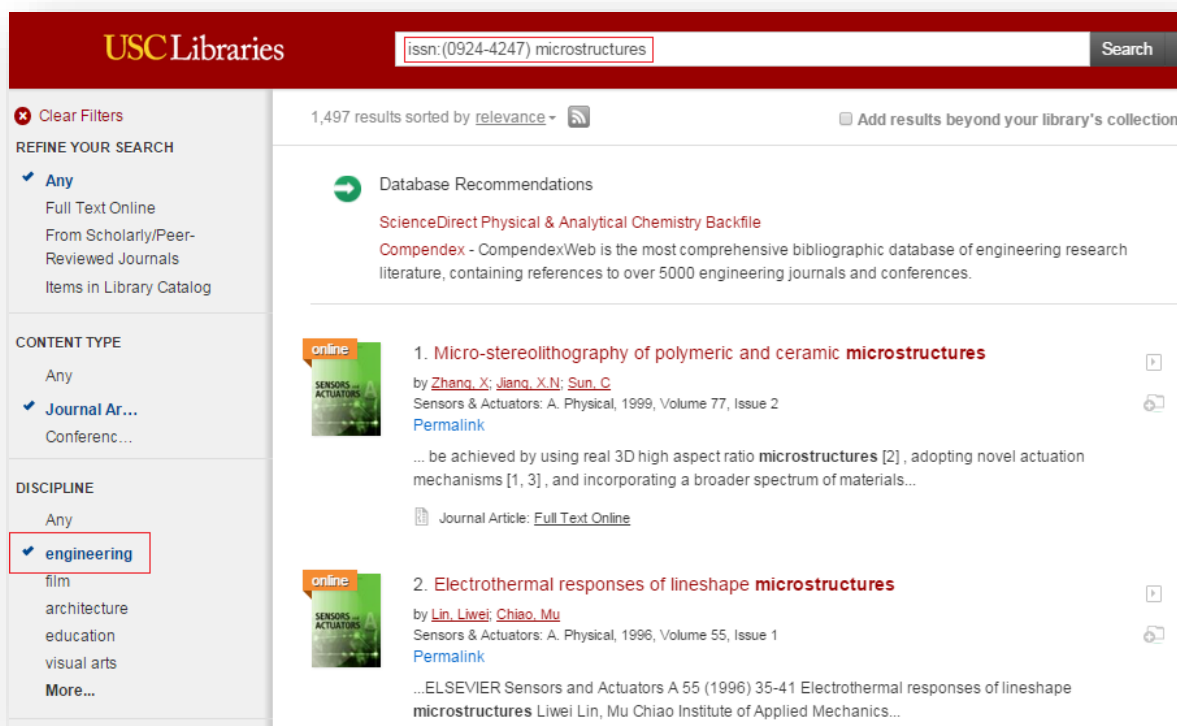 USC Libraries
issn:(0924-4247) microstructures
Search
Clear Filters
REFINE YOUR SEARCH
Any
Full Text Online
From Scholarly/Peer-
Reviewed Journals
Items in Library Catalog
CONTENT TYPE
Any
Journal Ar...
Conferenc...
DISCIPLINE
Any
engineering
film
architecture
education
visual arts
More...
1,497 results sorted by relevance
Add results beyond your library's collection
Database Recommendations
ScienceDirect Physical & Analytical Chemistry Backfile
Compendex - CompendexWeb is the most comprehensive bibliographic database of engineering research
literature, containing references to over 5000 engineering journals and conferences.
online
SENSORS and
ACTUATORS A
1. Micro-stereolithography of polymeric and ceramic microstructures
by Zhang, X; Jiang, X.N; Sun, C
Sensors & Actuators: A. Physical, 1999, Volume 77, Issue 2
Permalink
... be achieved by using real 3D high aspect ratio microstructures [2] , adopting novel actuation
mechanisms [1, 3] , and incorporating a broader spectrum of materials...
Journal Article: Full Text Online
online
SENSORS and
ACTUATORS A
2. Electrothermal responses of lineshape microstructures
by Lin, Liwei; Chiao, Mu
Sensors & Actuators: A. Physical, 1996, Volume 55, Issue 1
Permalink
...ELSEVIER Sensors and Actuators A 55 (1996) 35-41 Electrothermal responses of lineshape
microstructures Liwei Lin, Mu Chiao Institute of Applied Mechanics...